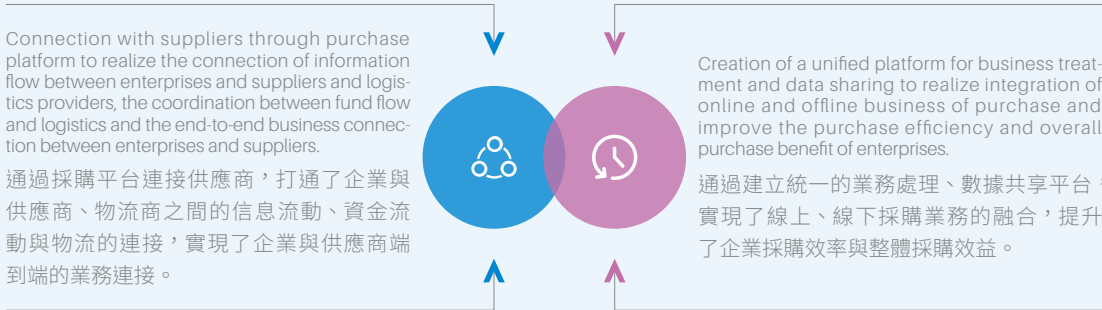 Connection with suppliers through purchase
platform to realize the connection of information
flow between enterprises and suppliers and logis-
tics providers, the coordination between fund flow
and logistics and the end-to-end business connec-
tion between enterprises and suppliers.
通過採購平台連接供應商，打通了企業與
供應商、物流商之間的信息流動、資金流
動與物流的連接，實現了企業與供應商端
到端的業務連接。
Creation of a unified platform for business treat-
ment and data sharing to realize integration of
online and offline business of purchase and
improve the purchase efficiency and overall
purchase benefit of enterprises.
通過建立統一的業務處理、數據共享平台，
實現了線上、線下採購業務的融合，提升
了企業採購效率與整體採購效益。